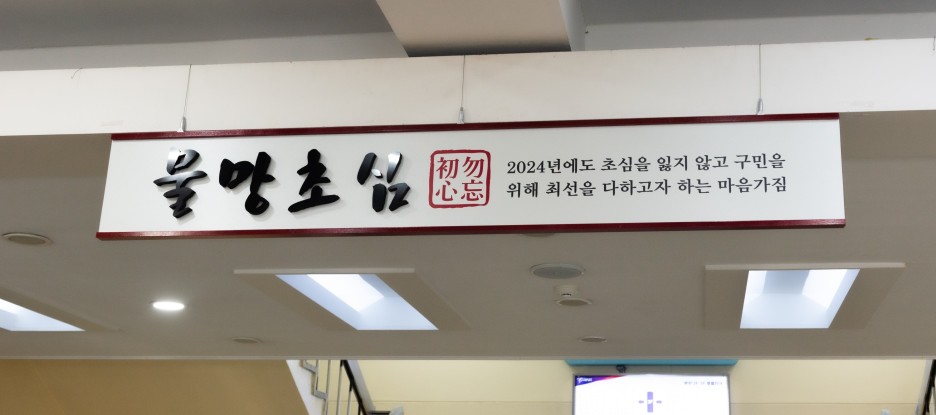 물망초심
勿忘
初心
2024년에도 초심을 잃지 않고 구민을
위해 최선을 다하고자 하는 마음가짐